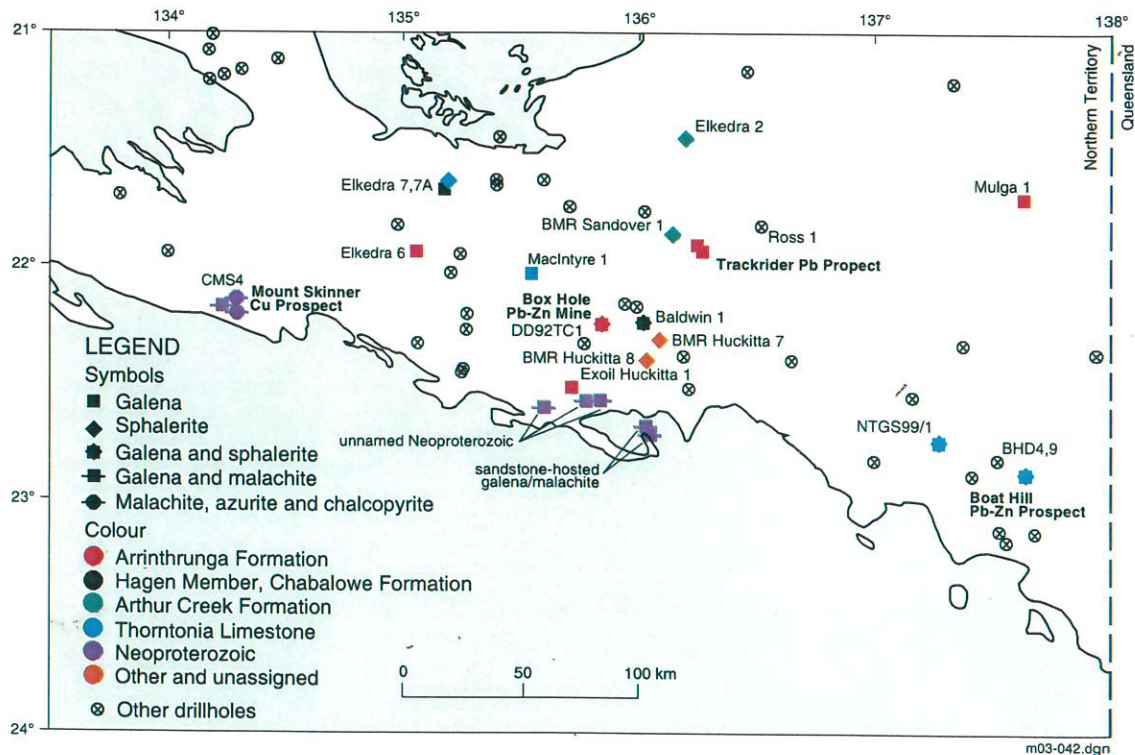 134°
135°
136°
137°
138°
21°
22°
23°
24°
Northern Territory
Queensland
Elkedra 2
Elkedra 7,7A
Mulga 1
BMR Sandover 1
Ross 1
Elkedra 6
MacIntyre 1
Trackrider Pb Propect
CMS4
Mount Skinner
Cu Prospect
Box Hole
Pb-Zn Mine
DD92TC1
Baldwin 1
BMR Huckitta 7
BMR Huckitta 8
Exoil Huckitta 1
unnamed Neoproterozoic
sandstone-hosted
galena/malachite
NTGS99/1
BHD4,9
Boat Hill
Pb-Zn Prospect
LEGEND
Symbols
Galena
Sphalerite
Galena and sphalerite
Galena and malachite
Malachite, azurite and chalcopyrite
Colour
Arrinthrunga Formation
Hagen Member, Chabalowe Formation
Arthur Creek Formation
Thorntonia Limestone
Neoproterozoic
Other and unassigned
Other drillholes
0 50 100 km
m03-042.dgn